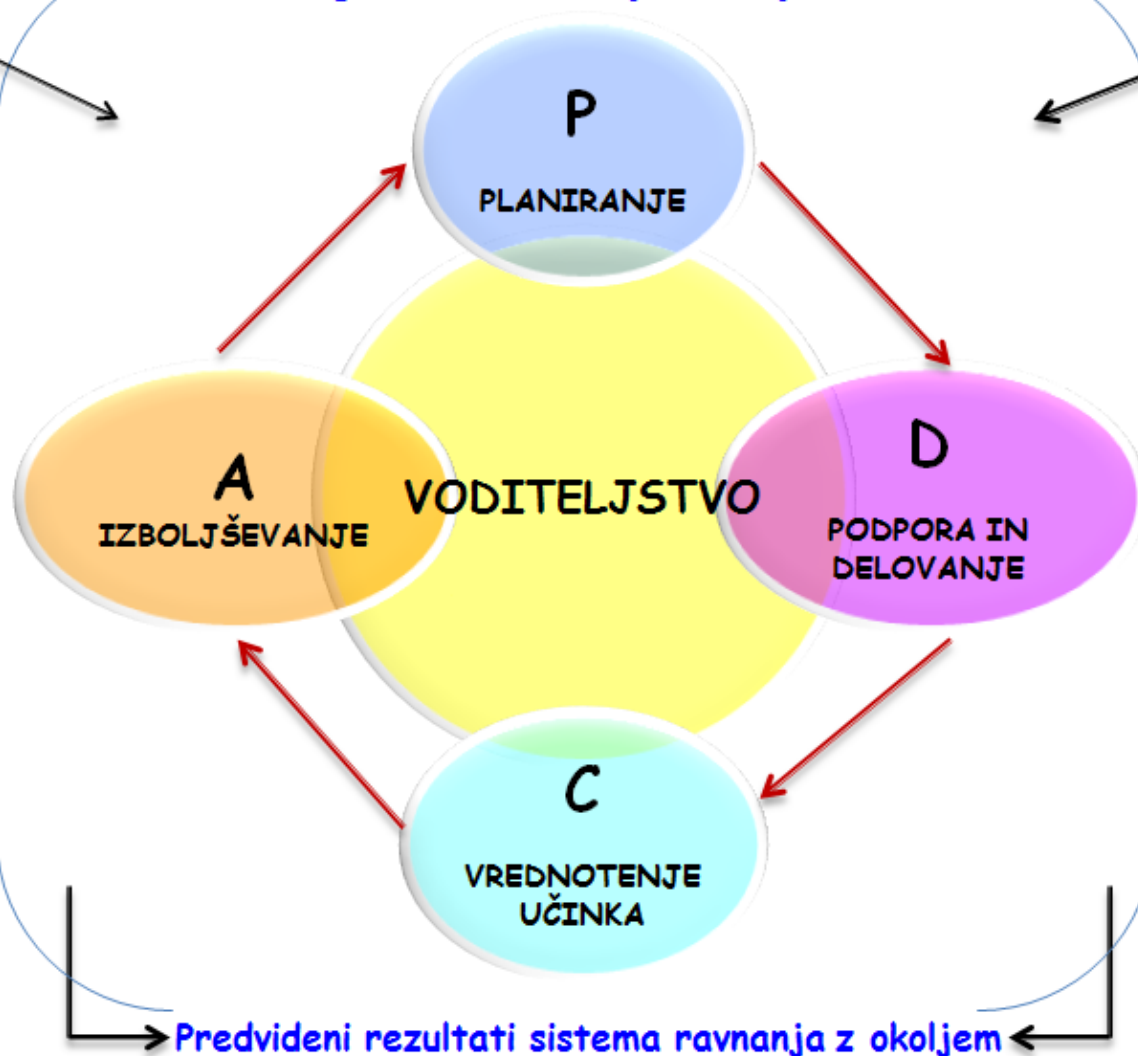 P
PLANIRANJE
A
IZBOLJŠEVANJE
VODITELJSTVO
D
PODPORA IN
DELOVANJE
C
VREDNOTENJE
UČINKA
Predvideni rezultati sistema ravnanja z okoljem